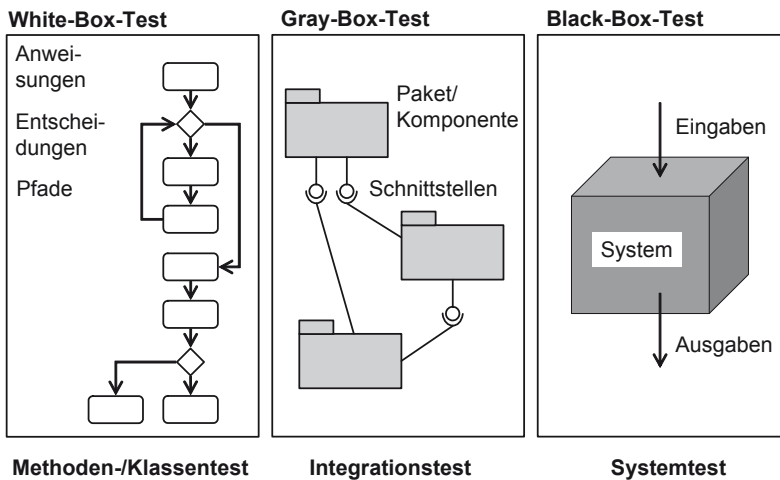 White-Box-Test
Gray-Box-Test
Black-Box-Test
Anwei-
sungen
Entschei-
dungen
Pfade
Paket/
Komponente
Schnittstellen
Eingaben
System
Ausgaben
Methoden-/Klassentest
Integrationstest
Systemtest